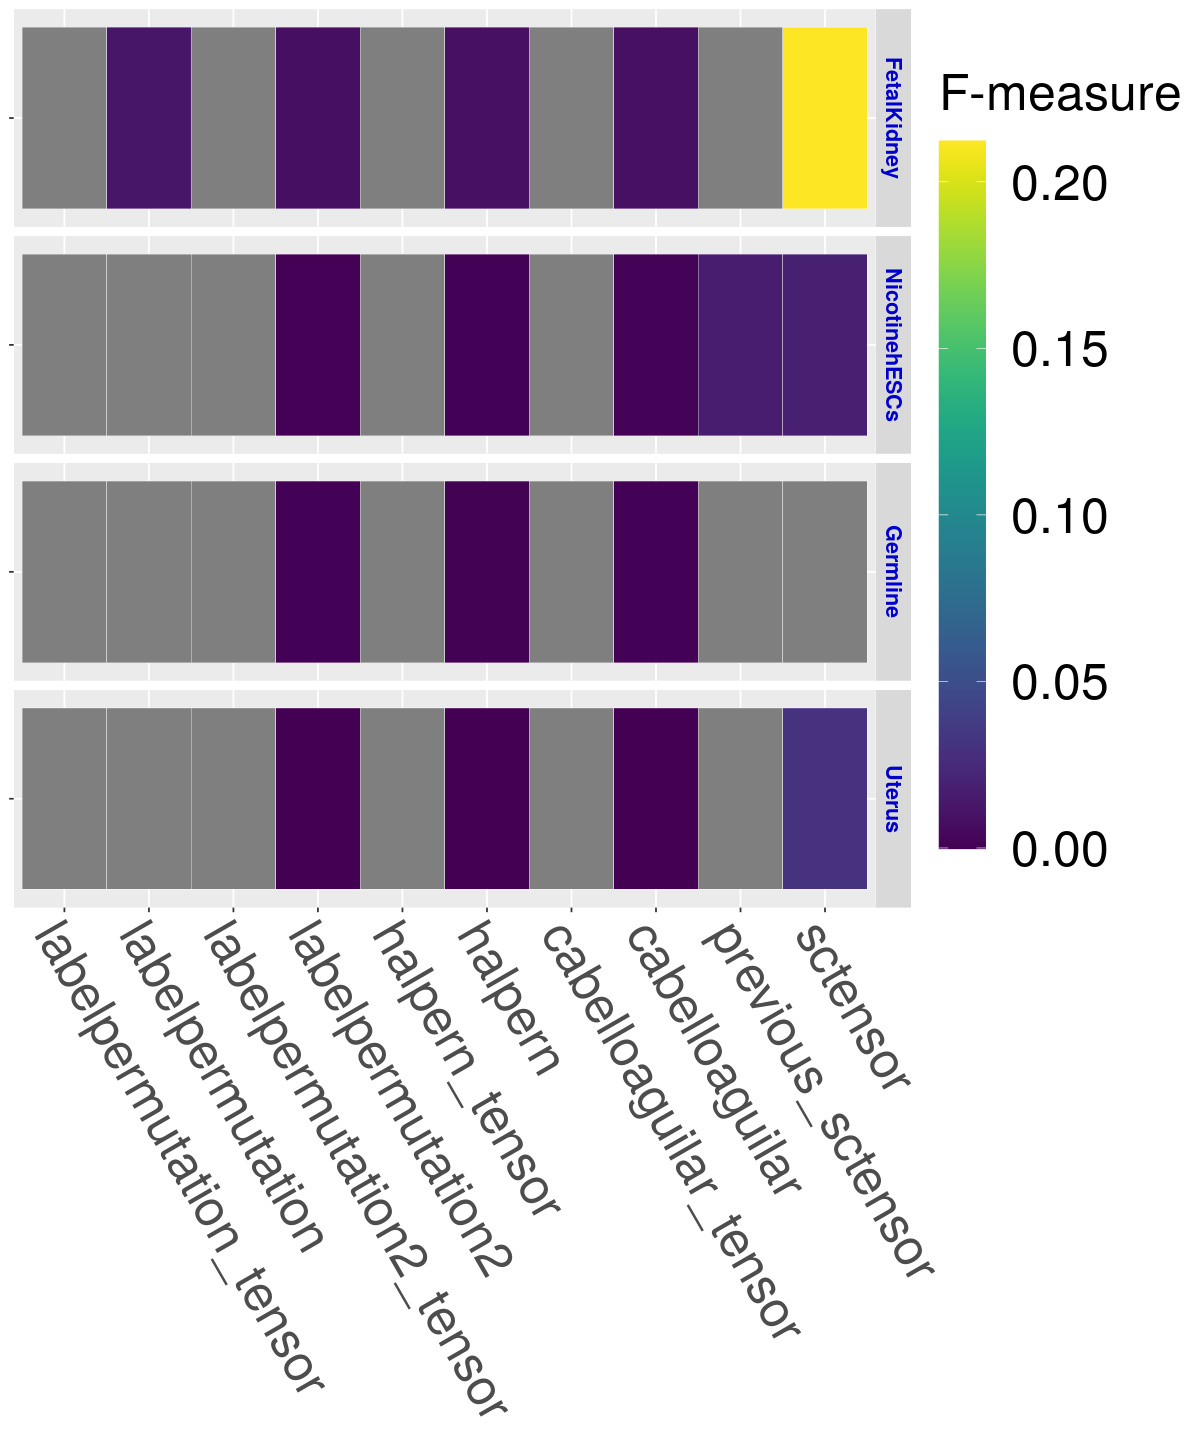 FetalKidney
NicotinehESCs
Germline
Uterus
F-measure
0.20
0.15
0.10
0.05
0.00
labelpermutation_tensor
labelpermutation
labelpermutation2_tensor
labelpermutation2
halpern_tensor
halpern
cabelloaguilar_tensor
cabelloaguilar
previous_sctensor
sctensor